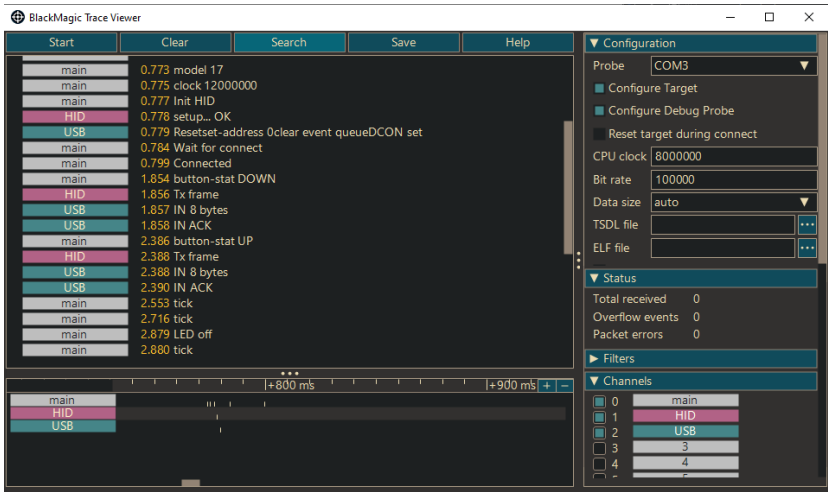 BlackMagic Trace Viewer
Start Clear Search Save Help
main 0.773 model 17
main 0.775 clock 12000000
main 0.777 Init HID
HID 0.778 setup... OK
USB 0.779 Resetset-address 0clear event queueDCON set
main 0.784 Wait for connect
main 0.799 Connected
main 1.854 button-stat DOWN
HID 1.856 Tx frame
USB 1.857 IN 8 bytes
USB 1.858 IN ACK
main 2.386 button-stat UP
HID 2.388 Tx frame
USB 2.388 IN 8 bytes
USB 2.390 IN ACK
main 2.553 tick
main 2.716 tick
main 2.879 LED off
main 2.880 tick
+800 ms +900 ms + −
main
HID
USB
Configuration
Probe COM3
Configure Target
Configure Debug Probe
Reset target during connect
CPU clock 8000000
Bit rate 100000
Data size auto
TSDL file ...
ELF file ...
Status
Total received 0
Overflow events 0
Packet errors 0
Filters
Channels
0 main
1 HID
2 USB
3 3
4 4